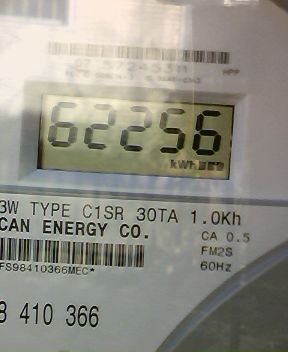 62256
kWh
3W TYPE C1SR 30TA 1.0Kh
CAN ENERGY CO.
CA 0.5
FM2S
60Hz
FS98410366MEC*
8 410 366